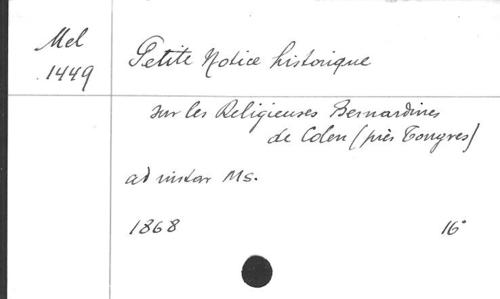 Mel
1449
Petite Notice historique
sur les Religieuses Bernardines
de Colen (près Tongres)
ad instar Ms.
1868 16°